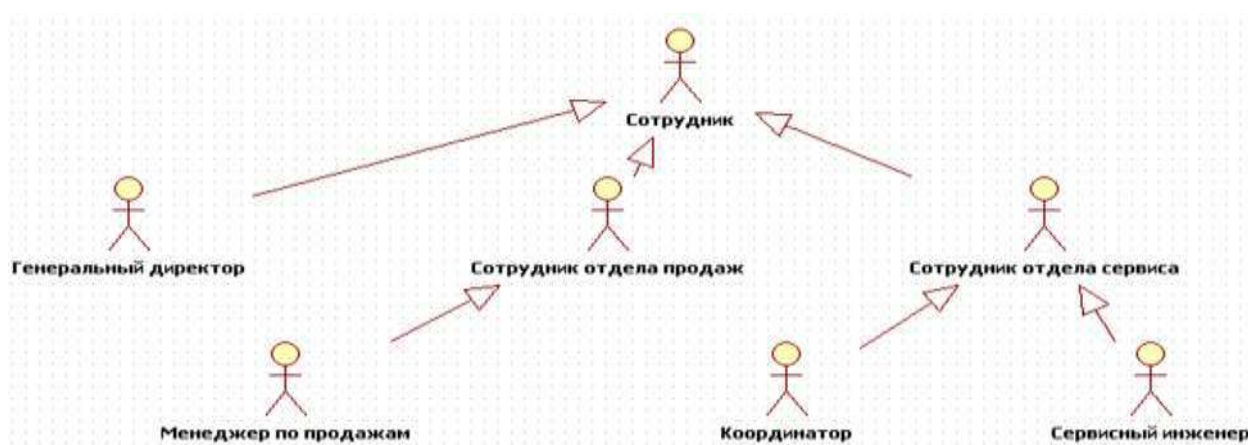 Сотрудник
Генеральный директор
Сотрудник отдела продаж
Сотрудник отдела сервиса
Менеджер по продажам
Координатор
Сервисный инженер